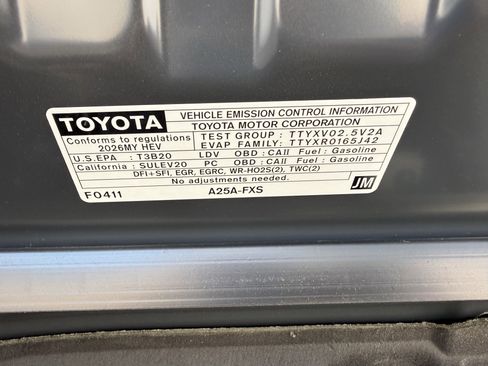 TOYOTA
VEHICLE EMISSION CONTROL INFORMATION
TOYOTA MOTOR CORPORATION
Conforms to regulations
2026MY HEV
TEST GROUP : TTYXV02.5V2A
EVAP FAMILY: TTYXR0165J42
U.S.EPA : T3B20 LDV OBD : CAII Fuel : Gasoline
California : SULEV20 PC OBD : CAII Fuel : Gasoline
DFI+SFI, EGR, EGRC, WR-HO2S(2), TWC(2)
No adjustments needed.
F0411 A25A-FXS JM